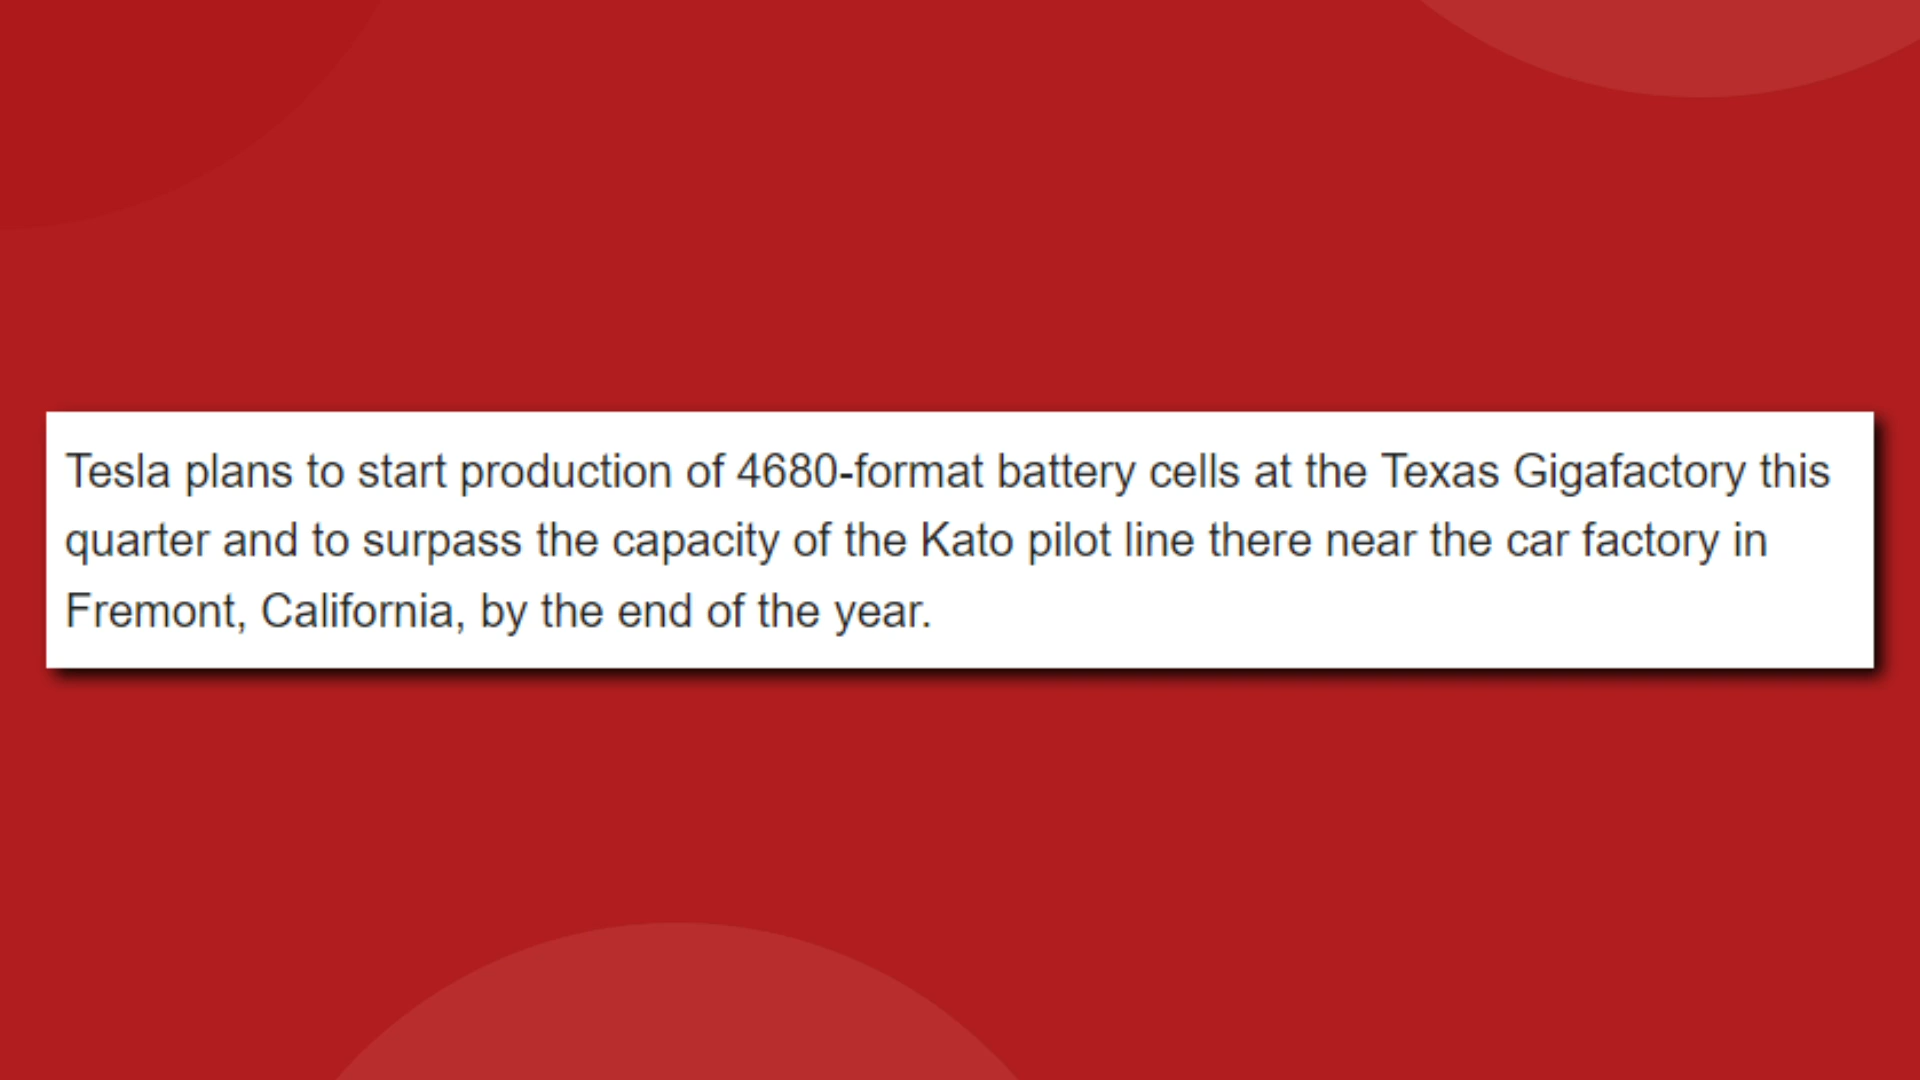 Tesla plans to start production of 4680-format battery cells at the Texas Gigafactory this
quarter and to surpass the capacity of the Kato pilot line there near the car factory in
Fremont, California, by the end of the year.